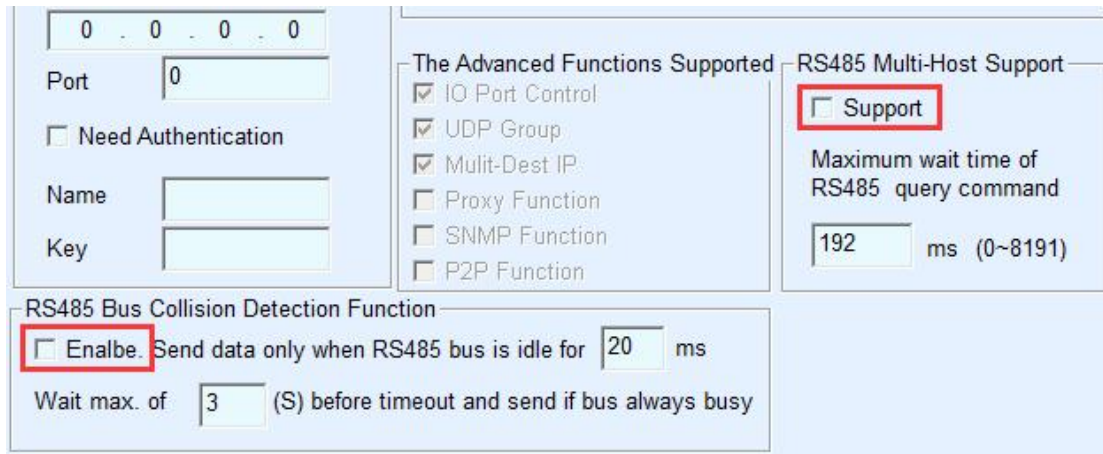 0 . 0 . 0 . 0
Port 0
Need Authentication
Name
Key
The Advanced Functions Supported
IO Port Control
UDP Group
Mulit-Dest IP
Proxy Function
SNMP Function
P2P Function
RS485 Multi-Host Support
Support
Maximum wait time of
RS485 query command
192 ms (0~8191)
RS485 Bus Collision Detection Function
Enalbe. Send data only when RS485 bus is idle for 20 ms
Wait max. of 3 (S) before timeout and send if bus always busy